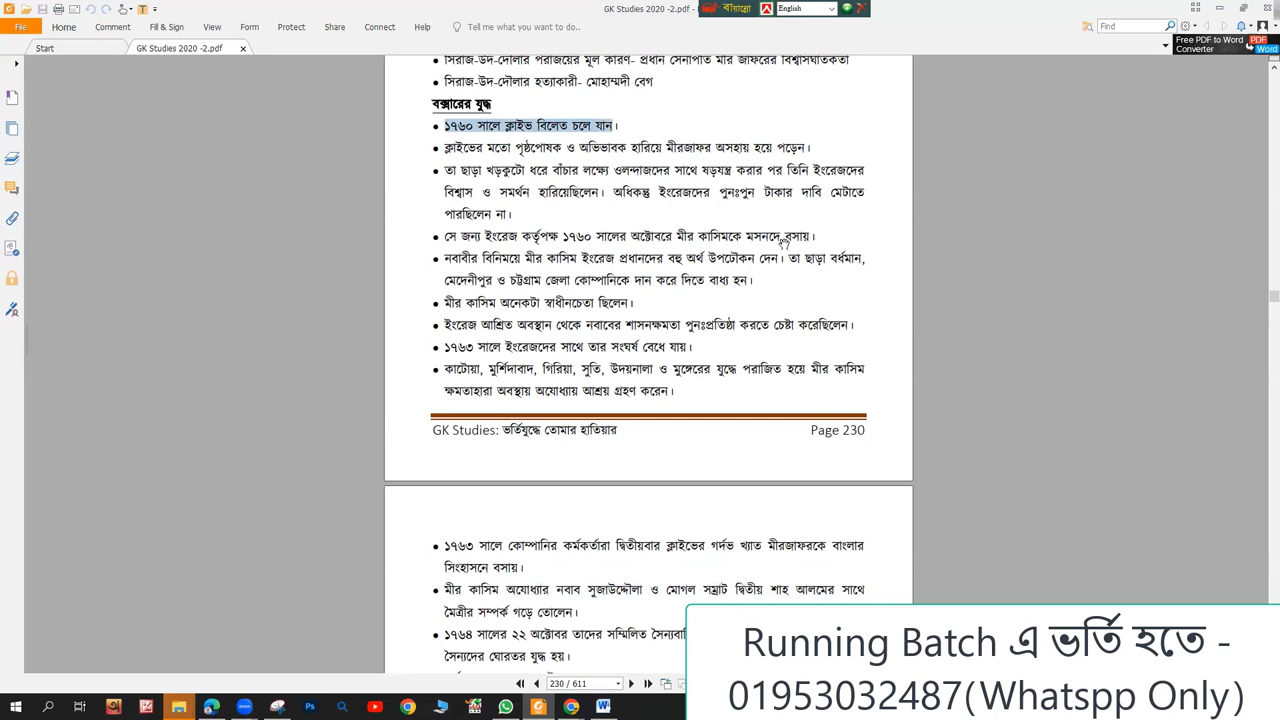 GK Studies 2020 -2.pdf -
English
File Home Comment Fill & Sign View Form Protect Share Connect Help Tell me what you want to do...
Find
Start
GK Studies 2020 -2.pdf
Free PDF to Word Converter
PDF
Word
সিরাজ-উদ-দৌলার পরাজয়ের মূল কারণ- প্রধান সেনাপতি মীর জাফরের বিশ্বাসঘাতকতা
• সিরাজ-উদ-দৌলার হত্যাকারী- মোহাম্মদী বেগ
বক্সারের যুদ্ধ
• ১৭৬০ সালে ক্লাইভ বিলেত চলে যান।
• ক্লাইভের মতো পৃষ্ঠপোষক ও অভিভাবক হারিয়ে মীরজাফর অসহায় হয়ে পড়েন।
• তা ছাড়া খড়কুটো ধরে বাঁচার লক্ষ্যে ওলন্দাজদের সাথে ষড়যন্ত্র করার পর তিনি ইংরেজদের
বিশ্বাস ও সমর্থন হারিয়েছিলেন। অধিকন্তু ইংরেজদের পুনঃপুন টাকার দাবি মেটাতে
পারছিলেন না।
• সে জন্য ইংরেজ কর্তৃপক্ষ ১৭৬০ সালের অক্টোবরে মীর কাসিমকে মসনদে বসায়।
• নবাবীর বিনিময়ে মীর কাসিম ইংরেজ প্রধানদের বহু অর্থ উপঢৌকন দেন। তা ছাড়া বর্ধমান,
মেদেনীপুর ও চট্টগ্রাম জেলা কোম্পানিকে দান করে দিতে বাধ্য হন।
• মীর কাসিম অনেকটা স্বাধীনচেতা ছিলেন।
• ইংরেজ আশ্রিত অবস্থান থেকে নবাবের শাসনক্ষমতা পুনঃপ্রতিষ্ঠা করতে চেষ্টা করেছিলেন।
• ১৭৬৩ সালে ইংরেজদের সাথে তার সংঘর্ষ বেধে যায়।
• কাটোয়া, মুর্শিদাবাদ, গিরিয়া, সুতি, উদয়নালা ও মুঙ্গেরের যুদ্ধে পরাজিত হয়ে মীর কাসিম
ক্ষমতাহারা অবস্থায় অযোধ্যায় আশ্রয় গ্রহণ করেন।
GK Studies: ভর্তিযুদ্ধে তোমার হাতিয়ার Page 230
• ১৭৬৩ সালে কোম্পানির কর্মকর্তারা দ্বিতীয়বার ক্লাইভের গর্দভ খ্যাত মীরজাফরকে বাংলার
সিংহাসনে বসায়।
• মীর কাসিম অযোধ্যার নবাব সুজাউদ্দৌলা ও মোগল সম্রাট দ্বিতীয় শাহ আলমের সাথে
মৈত্রীর সম্পর্ক গড়ে তোলেন।
• ১৭৬৪ সালের ২২ অক্টোবর তাদের সম্মিলিত
সৈন্যদের ঘোরতর যুদ্ধ হয়।
230 / 611
Running Batch এ ভর্তি হতে -
01953032487(Whatspp Only)